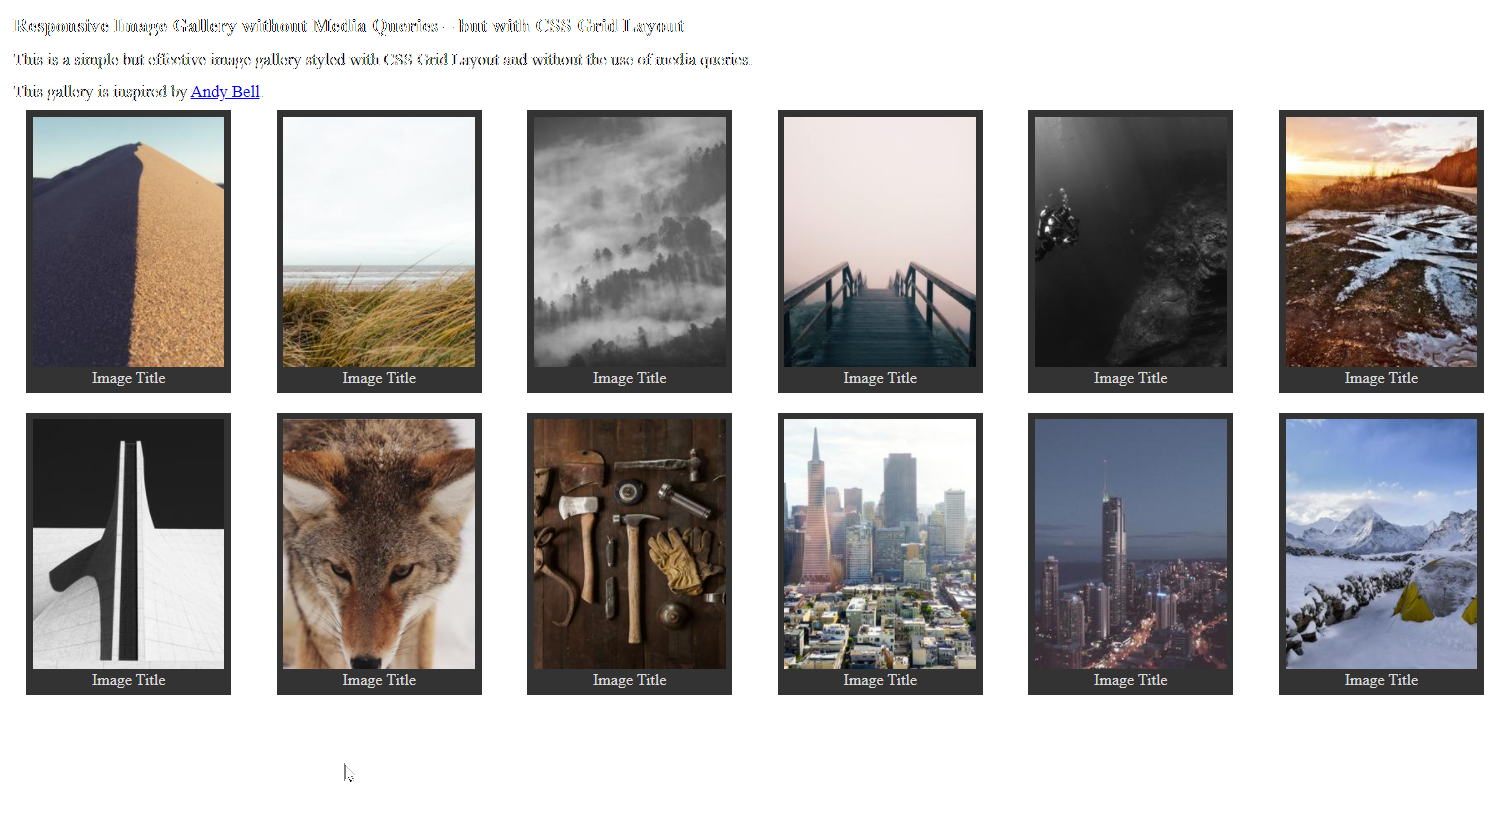 Responsive Image Gallery without Media Queries - but with CSS Grid Layout
This is a simple but effective image gallery styled with CSS Grid Layout and without the use of media queries.
This gallery is inspired by Andy Bell.
Image Title Image Title Image Title Image Title Image Title Image Title
Image Title Image Title Image Title Image Title Image Title Image Title